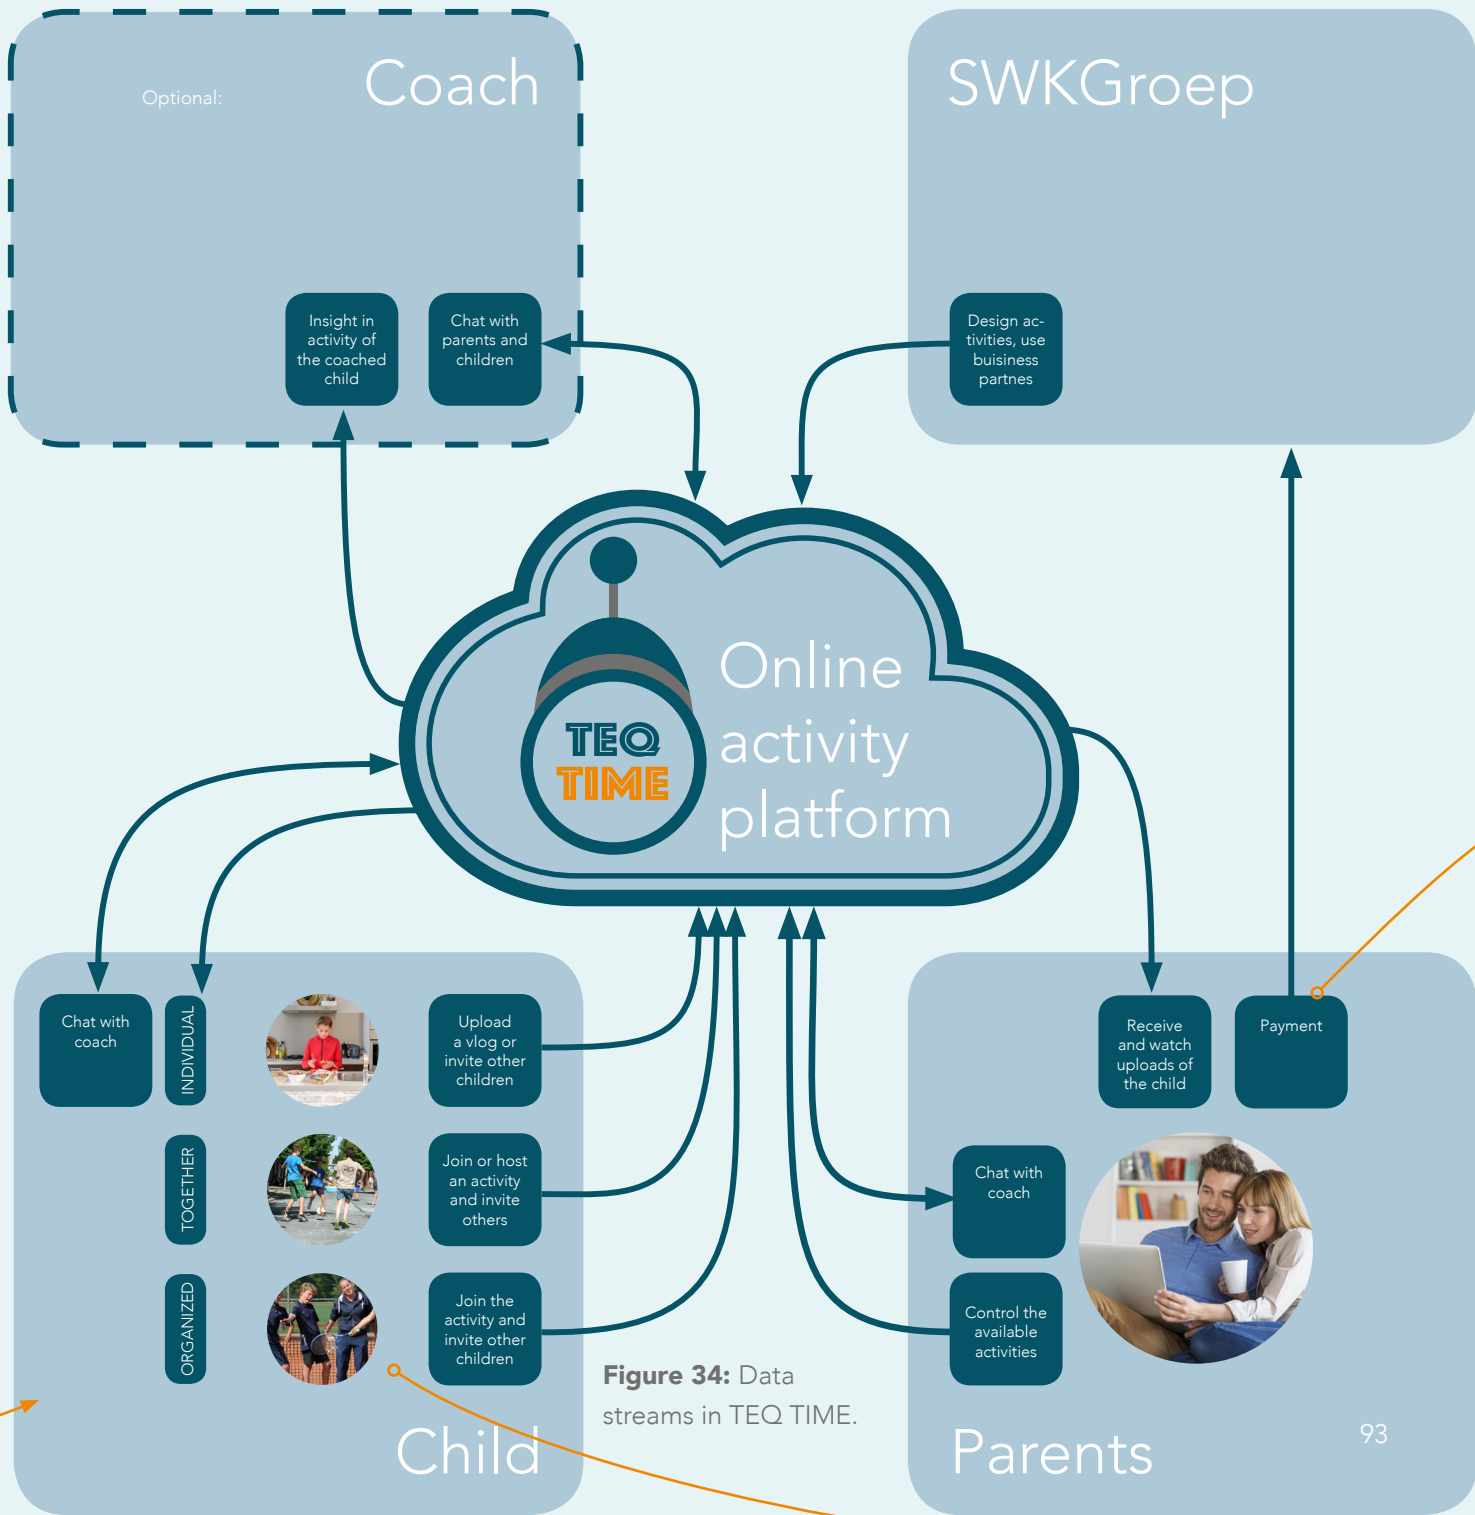 Optional:
Coach
Insight in
activity of
the coached
child
Chat with
parents and
children
SWKGroep
Design ac-
tivities, use
buisiness
partnes
TEQ
TIME
Online
activity
platform
Chat with
coach
INDIVIDUAL
Upload
a vlog or
invite other
children
TOGETHER
Join or host
an activity
and invite
others
ORGANIZED
Join the
activity and
invite other
children
Child
Receive
and watch
uploads of
the child
Payment
Chat with
coach
Control the
available
activities
Parents
Figure 34: Data
streams in TEQ TIME.
93